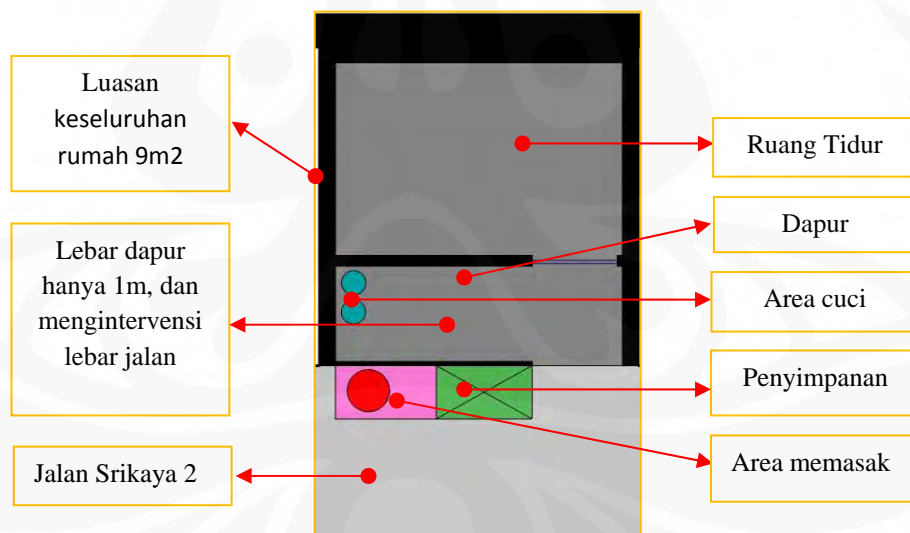 Luasan
keseluruhan
rumah 9m2
Lebar dapur
hanya 1m, dan
mengintervensi
lebar jalan
Jalan Srikaya 2
Ruang Tidur
Dapur
Area cuci
Penyimpanan
Area memasak